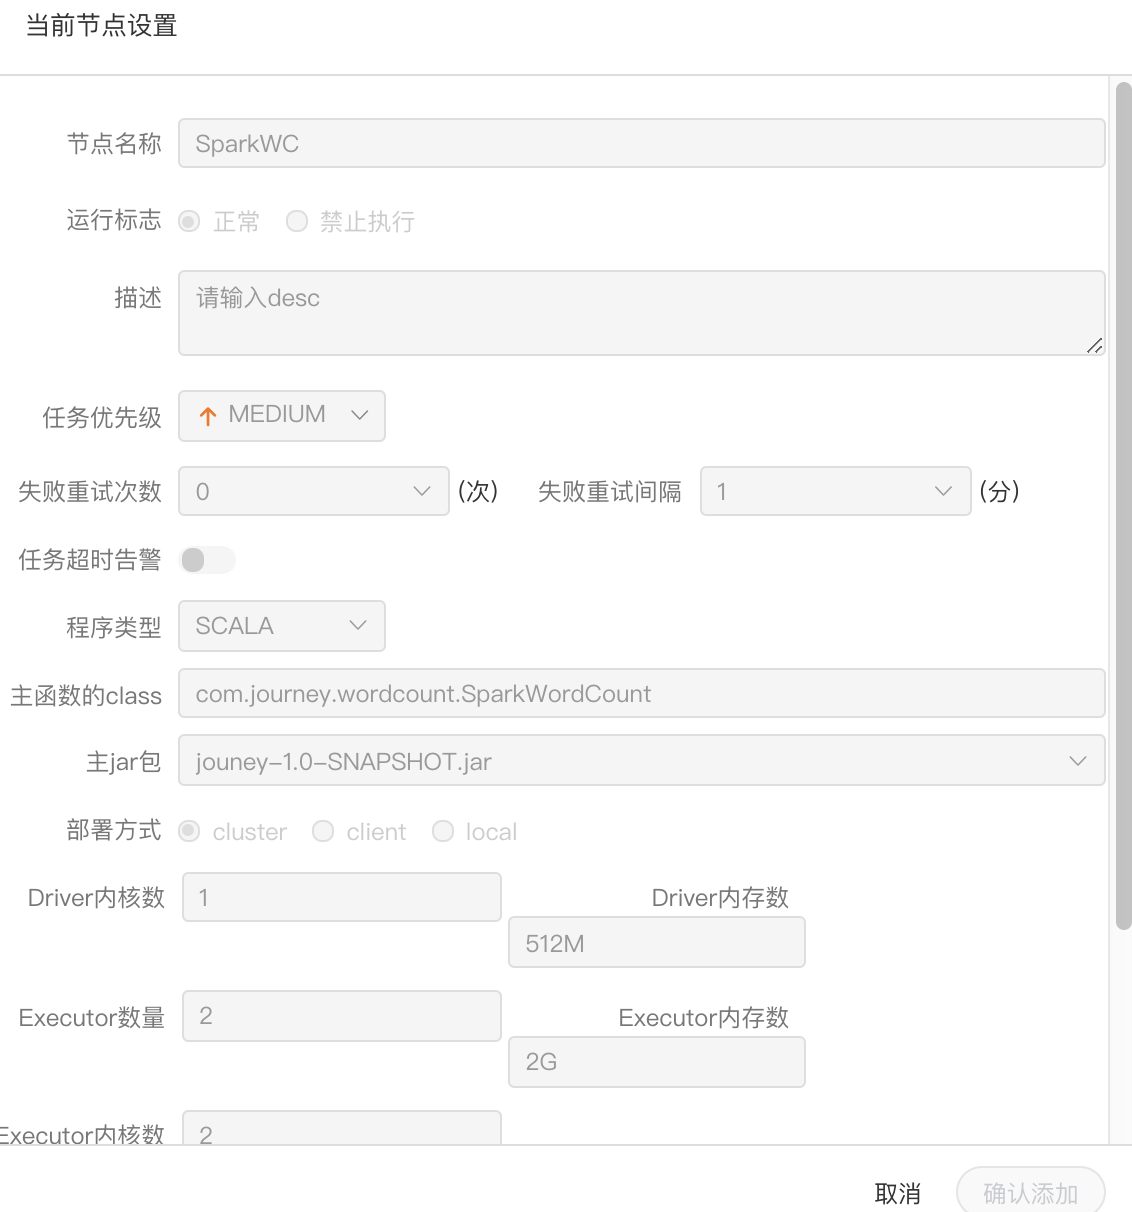 当前节点设置
节点名称 SparkWC
运行标志 正常 禁止执行
描述 请输入desc
任务优先级 MEDIUM
失败重试次数 0 (次) 失败重试间隔 1 (分)
任务超时告警
程序类型 SCALA
主函数的class com.journey.wordcount.SparkWordCount
主jar包 jouney-1.0-SNAPSHOT.jar
部署方式 cluster client local
Driver内核数 1 Driver内存数
512M
Executor数量 2 Executor内存数
2G
Executor内核数 2
取消 确认添加